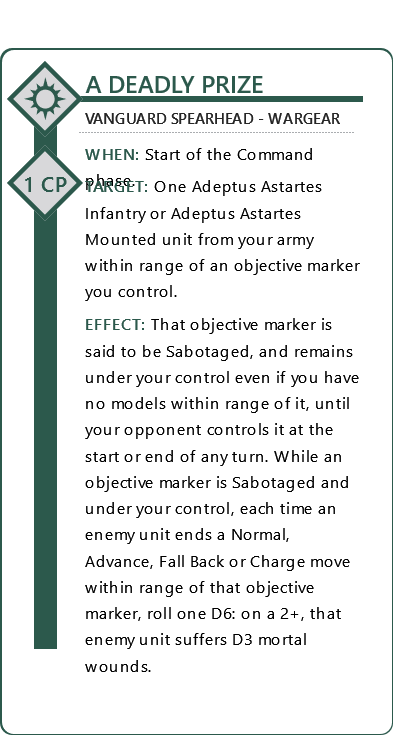 A DEADLY PRIZE
VANGUARD SPEARHEAD - WARGEAR
WHEN: Start of the Command
phase.
1 CP
TARGET: One Adeptus Astartes
Infantry or Adeptus Astartes
Mounted unit from your army
within range of an objective marker
you control.
EFFECT: That objective marker is
said to be Sabotaged, and remains
under your control even if you have
no models within range of it, until
your opponent controls it at the
start or end of any turn. While an
objective marker is Sabotaged and
under your control, each time an
enemy unit ends a Normal,
Advance, Fall Back or Charge move
within range of that objective
marker, roll one D6: on a 2+, that
enemy unit suffers D3 mortal
wounds.